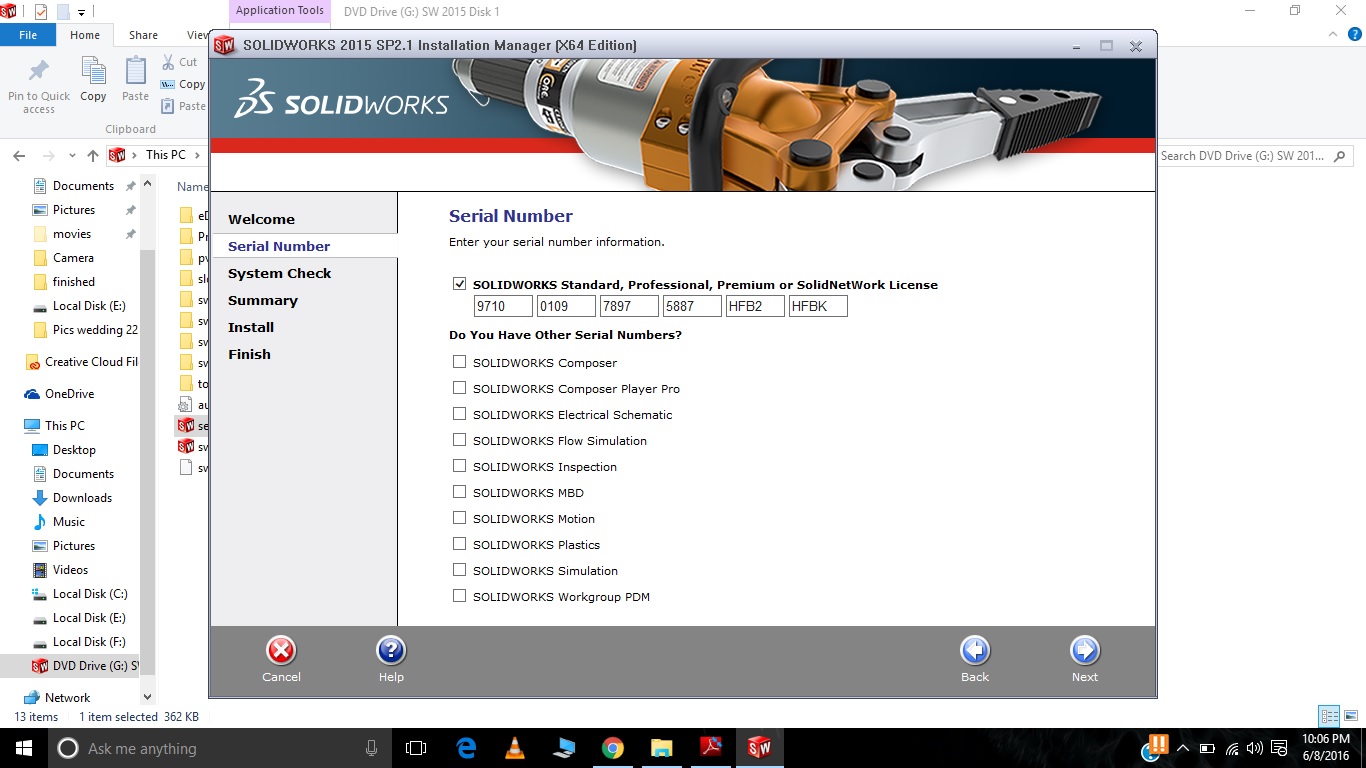 Application Tools
DVD Drive (G:) SW 2015 Disk 1
File
Home
Share
View
SOLIDWORKS 2015 SP2.1 Installation Manager (X64 Edition)
Pin to Quick
access
Copy
Paste
Cut
Copy
Paste
Clipboard
SOLIDWORKS
This PC
Search DVD Drive (G:) SW 201...
Documents
Pictures
movies
Camera
finished
Local Disk (E:)
Pics wedding 22
Creative Cloud Fil
OneDrive
This PC
Desktop
Documents
Downloads
Music
Pictures
Videos
Local Disk (C:)
Local Disk (E:)
Local Disk (F:)
DVD Drive (G:) S
Network
Name
Pr
pv
slo
sw
sw
sw
sw
to
au
se
sw
sw
Welcome
Serial Number
System Check
Summary
Install
Finish
Serial Number
Enter your serial number information.
SOLIDWORKS Standard, Professional, Premium or SolidNetWork License
9710 0109 7897 5887 HFB2 HFBK
Do You Have Other Serial Numbers?
SOLIDWORKS Composer
SOLIDWORKS Composer Player Pro
SOLIDWORKS Electrical Schematic
SOLIDWORKS Flow Simulation
SOLIDWORKS Inspection
SOLIDWORKS MBD
SOLIDWORKS Motion
SOLIDWORKS Plastics
SOLIDWORKS Simulation
SOLIDWORKS Workgroup PDM
Cancel
Help
Back
Next
13 items 1 item selected 362 KB
Ask me anything
10:06 PM
6/8/2016